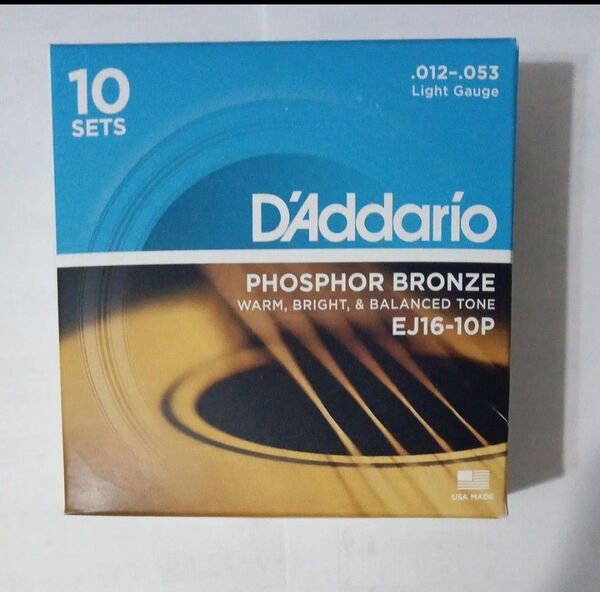 10
SETS
.012-.053
Light Gauge
D'Addario
PHOSPHOR BRONZE
WARM, BRIGHT, & BALANCED TONE
EJ16-10P
USA MADE